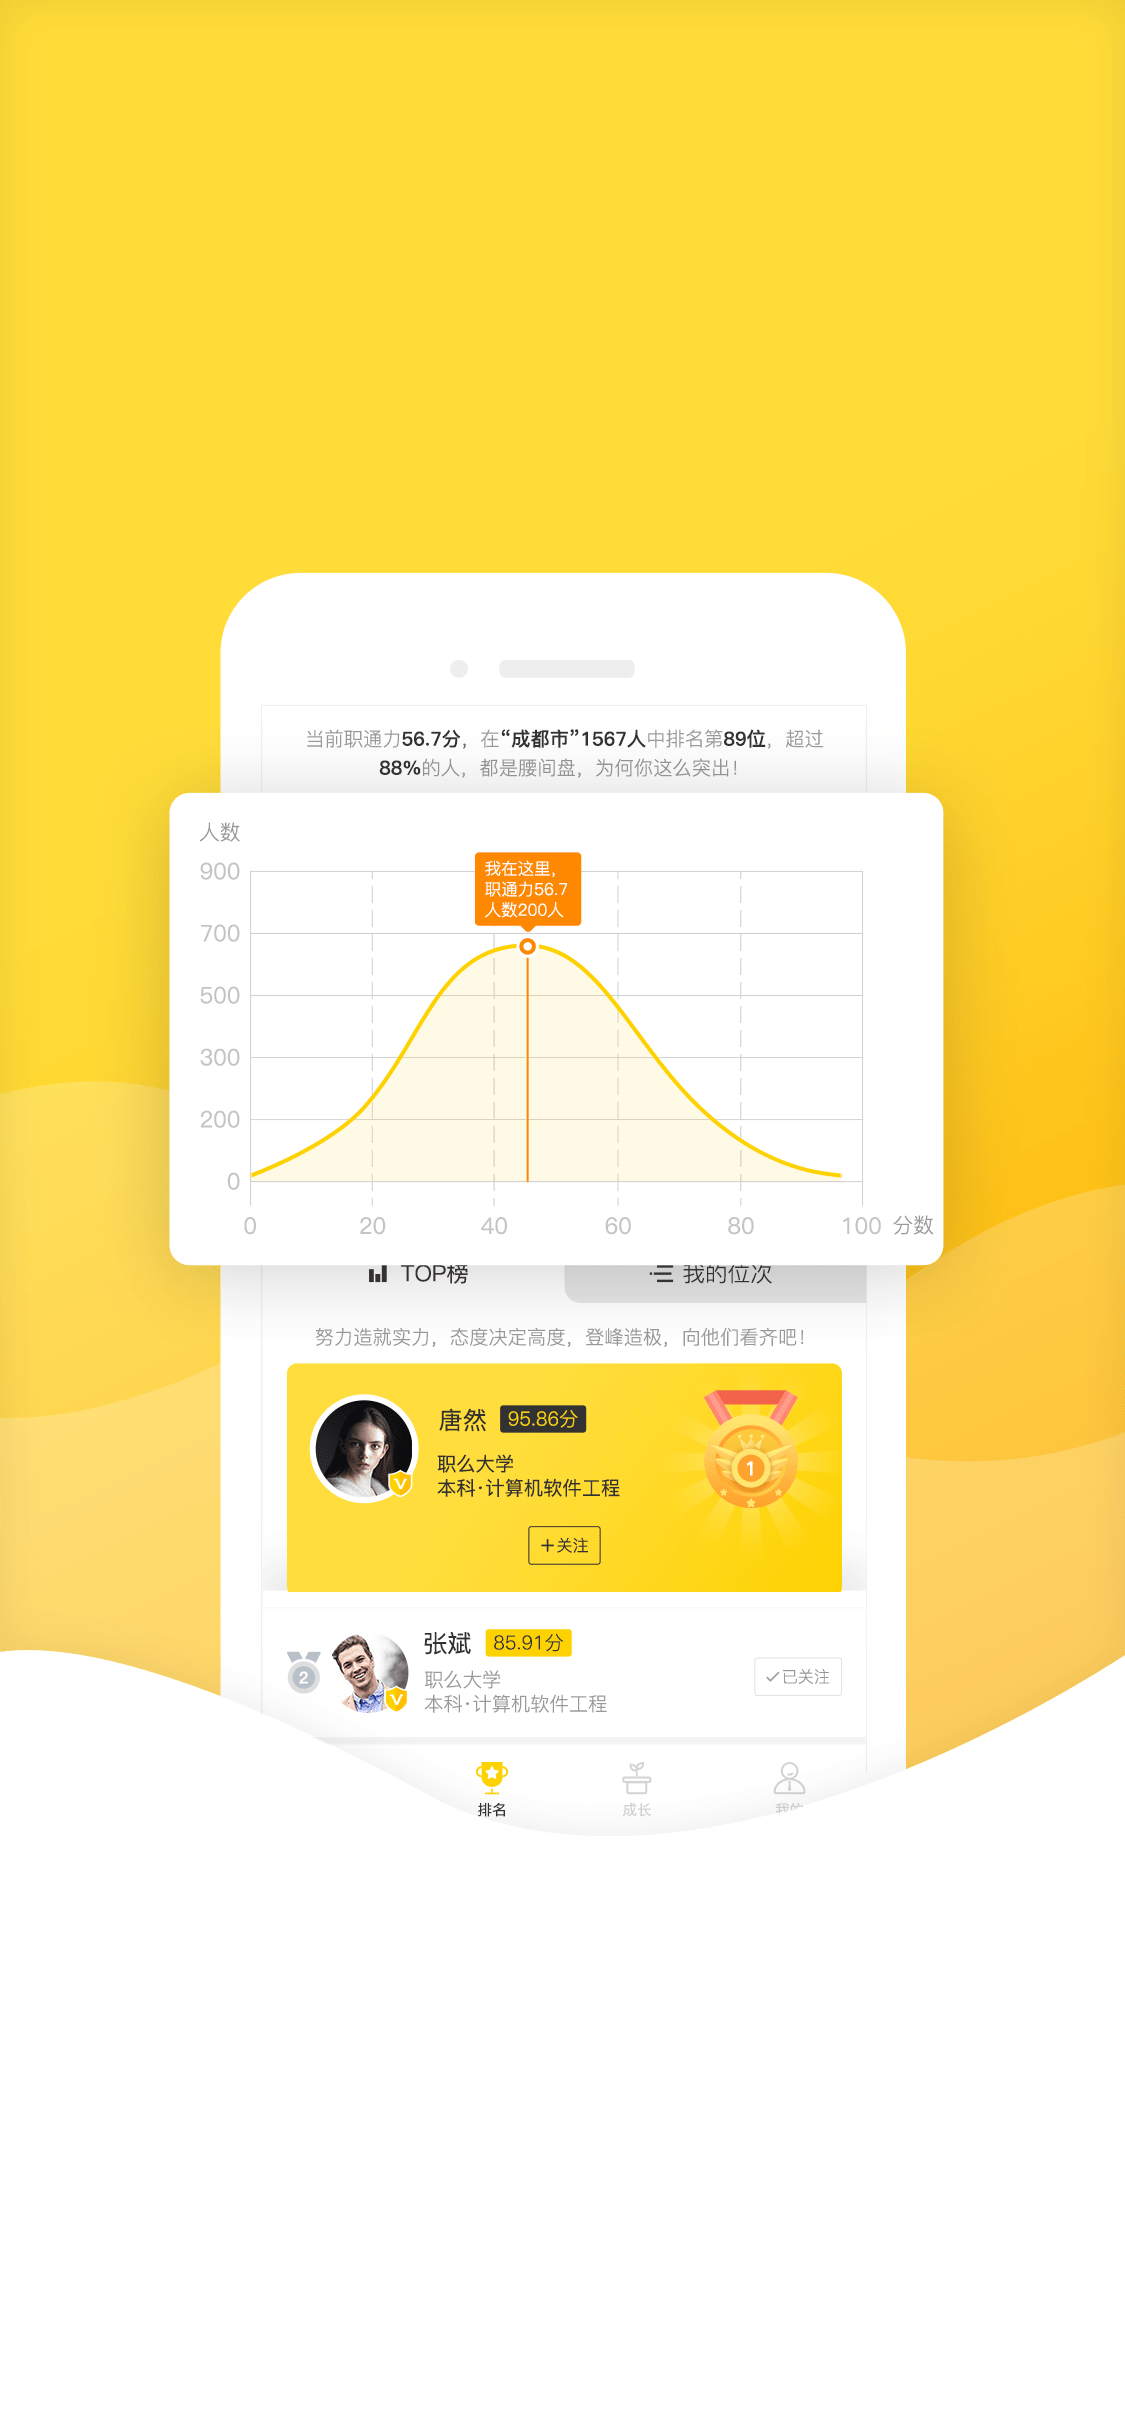 当前职通力56.7分，在“成都市”1567人中排名第89位，超过
88%的人，都是腰间盘，为何你这么突出！
人数
900
700
500
300
200
0
我在这里，
职通力56.7
人数200人
0 20 40 60 80 100 分数
TOP榜 我的位次
努力造就实力，态度决定高度，登峰造极，向他们看齐吧！
唐然 95.86分
职么大学
本科·计算机软件工程
1
+关注
张斌 85.91分
2
职么大学
本科·计算机软件工程
已关注
排名 成长 我的